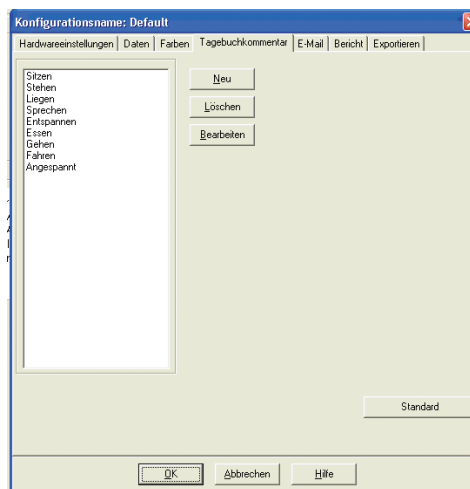 Konfigurationsname: Default
Hardwareeinstellungen Daten Farben Tagebuchkommentar E-Mail Bericht Exportieren
Sitzen
Stehen
Liegen
Sprechen
Entspannen
Essen
Gehen
Fahren
Angespannt
Neu
Löschen
Bearbeiten
Standard
OK Abbrechen Hilfe